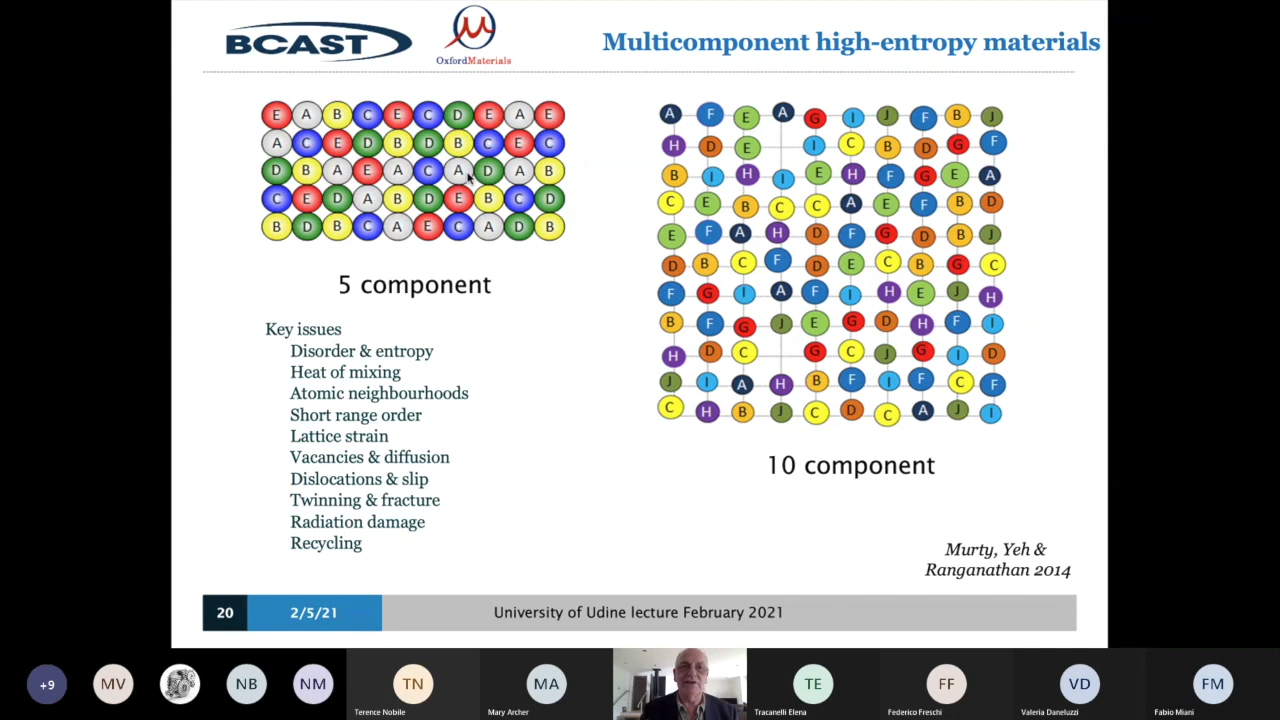 BCAST
OxfordMaterials
Multicomponent high-entropy materials
E A B C E C D E A E
A C E D B D B C E C
D B A E A C A D A B
C E D A B D E B C D
B D B C A E C A D B
5 component
A F E A G I J F B J
H D E I C B D G F
B I H I E H F G E A
C E B C C A E F B D
E F A H D F G D B J
D B C F D E C B G C
F G I A F I H E J H
B F G J E G D H F I
H D C G C J G I D
J I A H B F I F C F
C H B J C D C A J I
10 component
Key issues
Disorder & entropy
Heat of mixing
Atomic neighbourhoods
Short range order
Lattice strain
Vacancies & diffusion
Dislocations & slip
Twinning & fracture
Radiation damage
Recycling
Murty, Yeh &
Ranganathan 2014
20
2/5/21
University of Udine lecture February 2021
+9
MV
NB
NM
TN
Terence Nobile
MA
Mary Archer
TE
Tracanelli Elena
FF
Federico Freschi
VD
Valeria Daneluzzi
FM
Fabio Miani